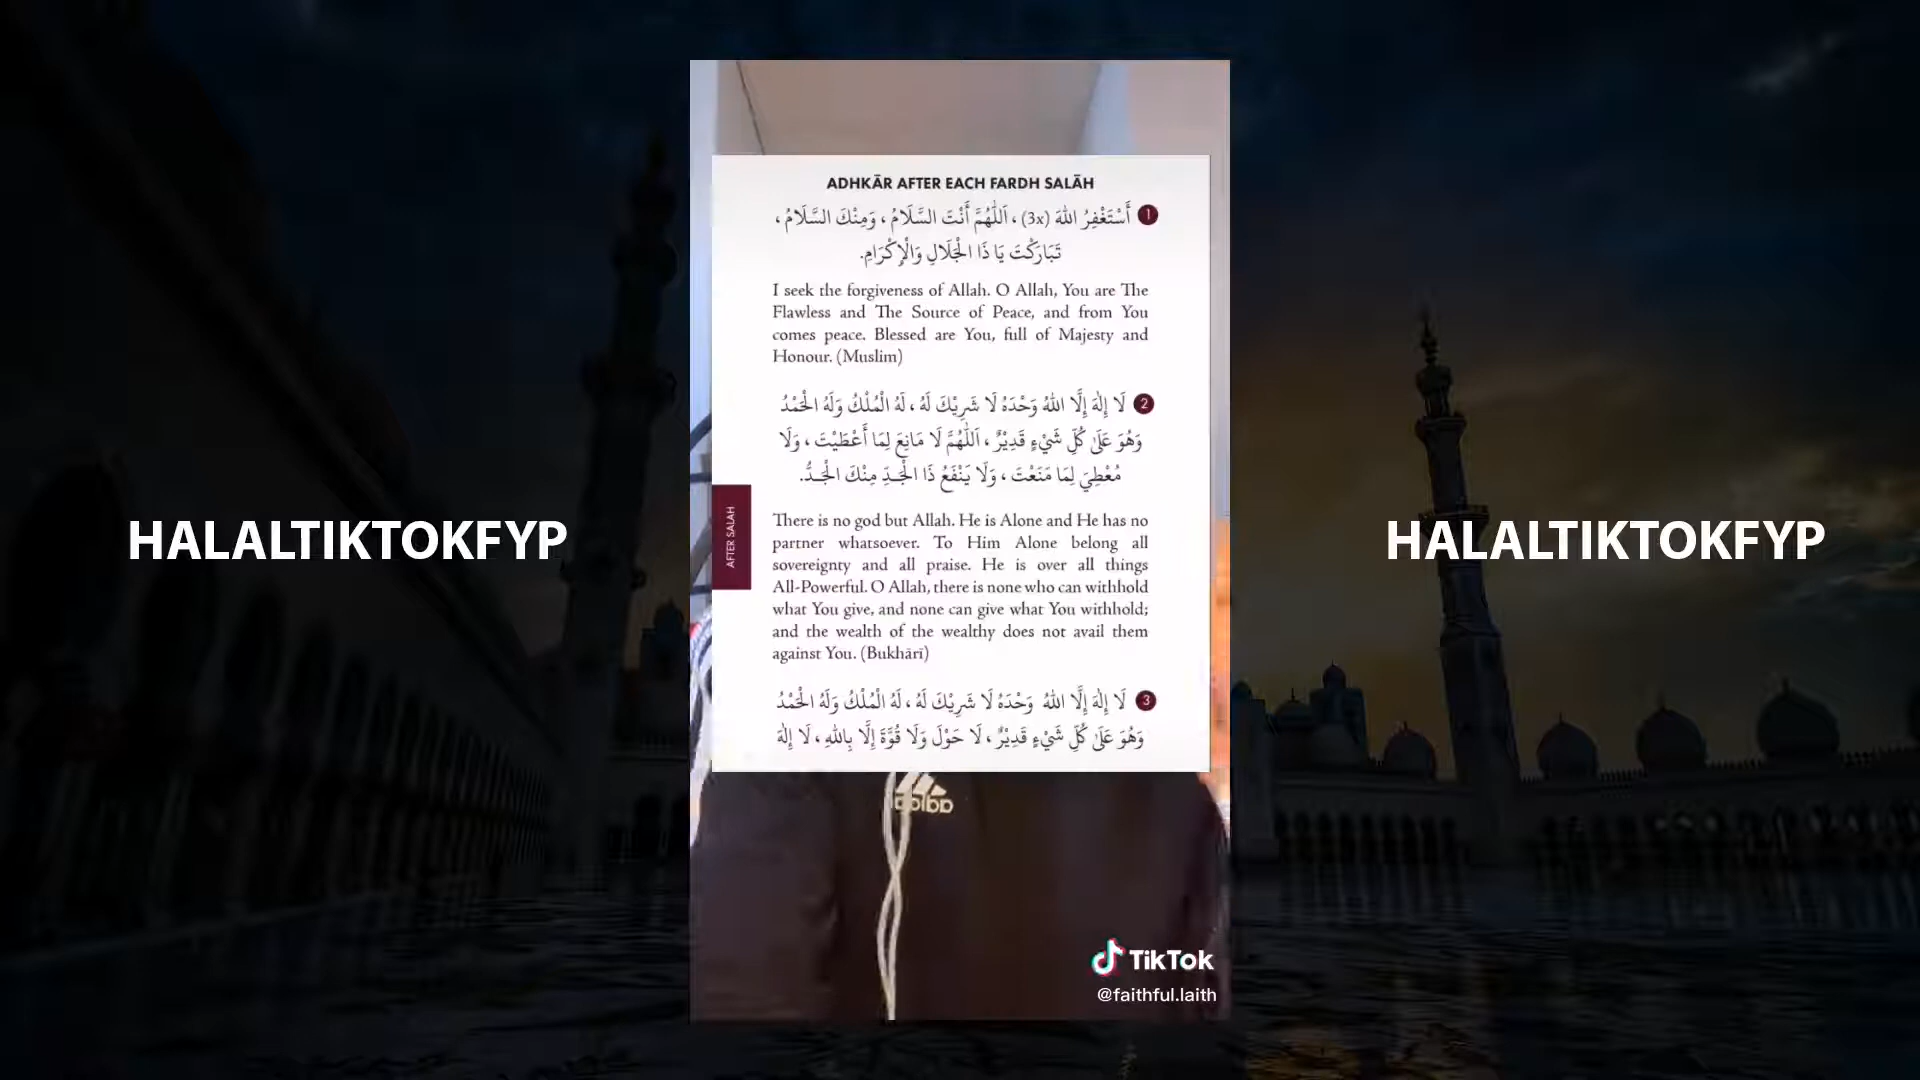 ADHKĀR AFTER EACH FARDH SALĀH
1 أَسْتَغْفِرُ اللهَ (3x) ، اَللّٰهُمَّ أَنْتَ السَّلَامُ ، وَمِنْكَ السَّلَامُ ،
تَبَارَكْتَ يَا ذَا الْجَلَالِ وَالْإِكْرَامِ.
I seek the forgiveness of Allah. O Allah, You are The
Flawless and The Source of Peace, and from You
comes peace. Blessed are You, full of Majesty and
Honour. (Muslim)
2 لَا إِلٰهَ إِلَّا اللهُ وَحْدَهُ لَا شَرِيْكَ لَهُ ، لَهُ الْمُلْكُ وَلَهُ الْحَمْدُ
وَهُوَ عَلَىٰ كُلِّ شَيْءٍ قَدِيْرٌ ، اَللّٰهُمَّ لَا مَانِعَ لِمَا أَعْطَيْتَ ، وَلَا
مُعْطِيَ لِمَا مَنَعْتَ ، وَلَا يَنْفَعُ ذَا الْجَدِّ مِنْكَ الْجَدُّ.
AFTER SALAH
There is no god but Allah. He is Alone and He has no
partner whatsoever. To Him Alone belong all
sovereignty and all praise. He is over all things
All-Powerful. O Allah, there is none who can withhold
what You give, and none can give what You withhold;
and the wealth of the wealthy does not avail them
against You. (Bukhārī)
3 لَا إِلٰهَ إِلَّا اللهُ وَحْدَهُ لَا شَرِيْكَ لَهُ ، لَهُ الْمُلْكُ وَلَهُ الْحَمْدُ
وَهُوَ عَلَىٰ كُلِّ شَيْءٍ قَدِيْرٌ ، لَا حَوْلَ وَلَا قُوَّةَ إِلَّا بِاللهِ ، لَا إِلٰهَ
HALALTIKTOKFYP
HALALTIKTOKFYP
adidas
TikTok
@faithful.laith